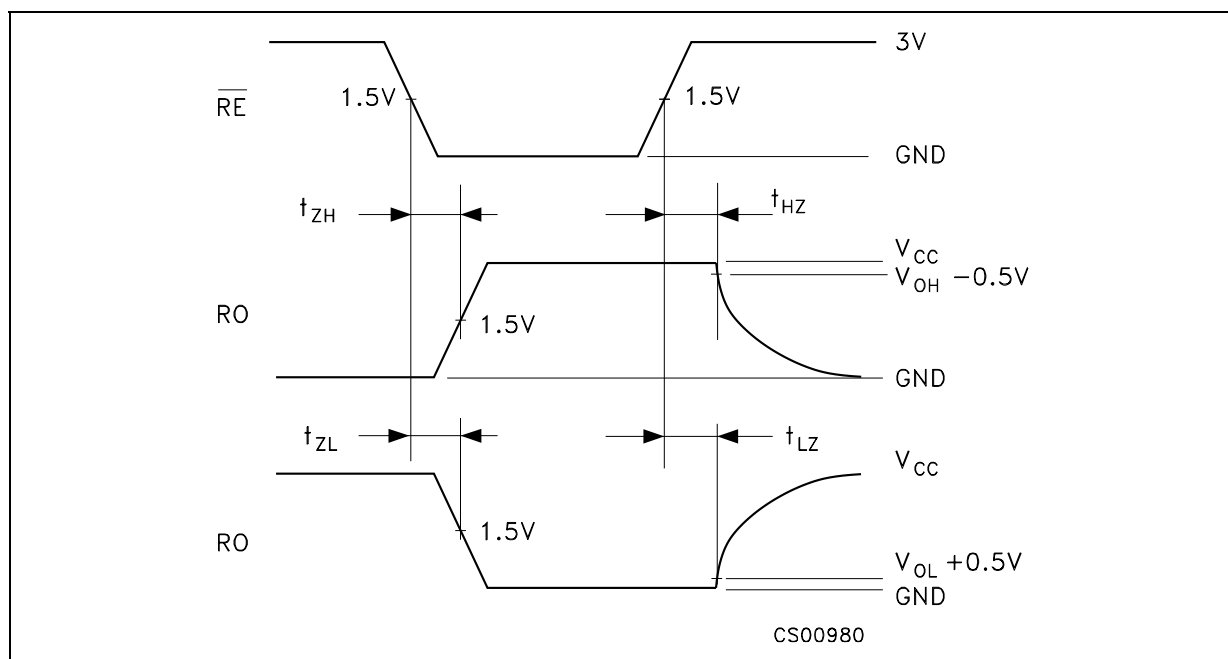 3V
1.5V
1.5V
R̅E̅
GND
tZH
tHZ
VCC
VOH −0.5V
RO
1.5V
GND
tZL
tLZ
VCC
1.5V
RO
VOL +0.5V
GND
CS00980